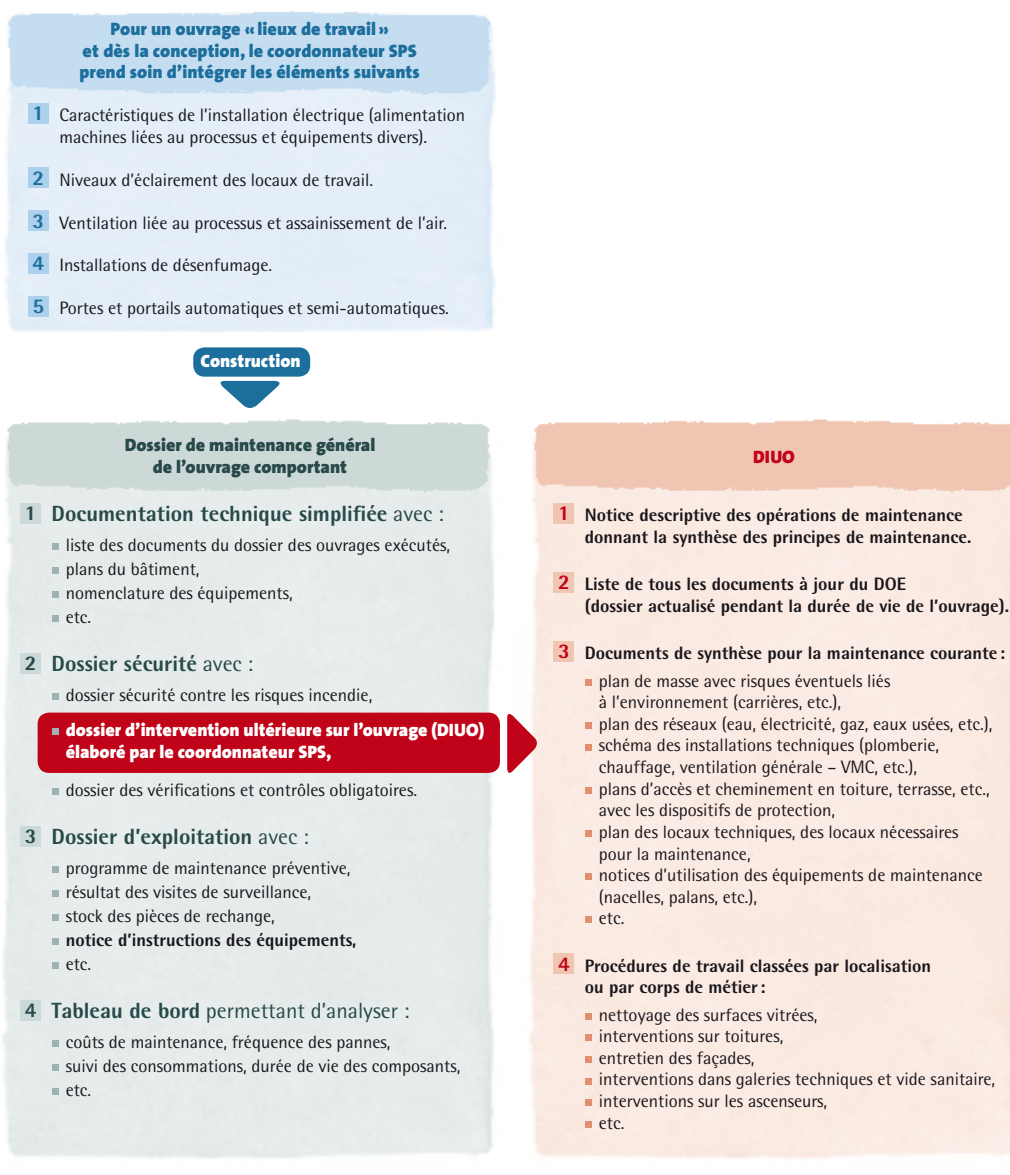 Pour un ouvrage « lieux de travail »
et dès la conception, le coordonnateur SPS
prend soin d'intégrer les éléments suivants
1 Caractéristiques de l'installation électrique (alimentation
machines liées au processus et équipements divers).
2 Niveaux d'éclairement des locaux de travail.
3 Ventilation liée au processus et assainissement de l'air.
4 Installations de désenfumage.
5 Portes et portails automatiques et semi-automatiques.
Construction
Dossier de maintenance général
de l'ouvrage comportant
1 Documentation technique simplifiée avec :
liste des documents du dossier des ouvrages exécutés,
plans du bâtiment,
nomenclature des équipements,
etc.
2 Dossier sécurité avec :
dossier sécurité contre les risques incendie,
dossier d'intervention ultérieure sur l'ouvrage (DIUO)
élaboré par le coordonnateur SPS,
dossier des vérifications et contrôles obligatoires.
3 Dossier d'exploitation avec :
programme de maintenance préventive,
résultat des visites de surveillance,
stock des pièces de rechange,
notice d'instructions des équipements,
etc.
4 Tableau de bord permettant d'analyser :
coûts de maintenance, fréquence des pannes,
suivi des consommations, durée de vie des composants,
etc.
DIUO
1 Notice descriptive des opérations de maintenance
donnant la synthèse des principes de maintenance.
2 Liste de tous les documents à jour du DOE
(dossier actualisé pendant la durée de vie de l'ouvrage).
3 Documents de synthèse pour la maintenance courante :
plan de masse avec risques éventuels liés
à l'environnement (carrières, etc.),
plan des réseaux (eau, électricité, gaz, eaux usées, etc.),
schéma des installations techniques (plomberie,
chauffage, ventilation générale – VMC, etc.),
plans d'accès et cheminement en toiture, terrasse, etc.,
avec les dispositifs de protection,
plan des locaux techniques, des locaux nécessaires
pour la maintenance,
notices d'utilisation des équipements de maintenance
(nacelles, palans, etc.),
etc.
4 Procédures de travail classées par localisation
ou par corps de métier :
nettoyage des surfaces vitrées,
interventions sur toitures,
entretien des façades,
interventions dans galeries techniques et vide sanitaire,
interventions sur les ascenseurs,
etc.